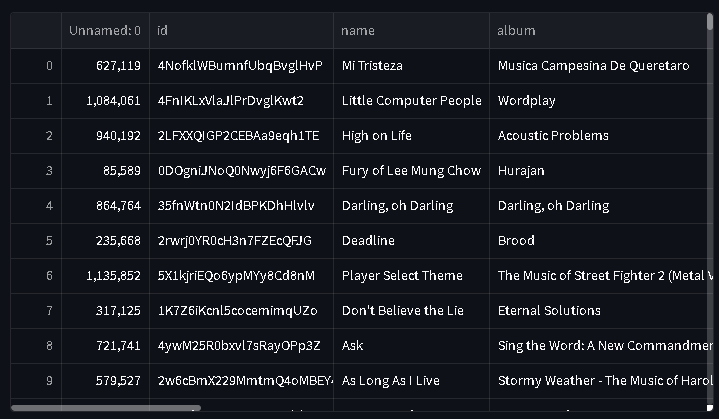 Unnamed: 0 id name album
0 627,119 4NofklWBumnfUbqBvglHvP Mi Tristeza Musica Campesina De Queretaro
1 1,084,061 4FnIKLxVlaJlPrDvglKwt2 Little Computer People Wordplay
2 940,192 2LFXXQIGP2CEBAa9eqh1TE High on Life Acoustic Problems
3 85,589 0DOgniJNoQ0Nwyj6F6GACw Fury of Lee Mung Chow Hurajan
4 864,764 35fnWtn0N2IdBPKDhHlvlv Darling, oh Darling Darling, oh Darling
5 235,668 2rwrj0YR0cH3n7FZEcQFJG Deadline Brood
6 1,135,852 5X1kjriEQo6ypMYy8Cd8nM Player Select Theme The Music of Street Fighter 2 (Metal V
7 317,125 1K7Z6iKcnl5cocemimqUZo Don't Believe the Lie Eternal Solutions
8 721,741 4ywM25R0bxvl7sRayOPp3Z Ask Sing the Word: A New Commandmer
9 579,527 2w6cBmX229MmtmQ4oMBEY4 As Long As I Live Stormy Weather - The Music of Harol